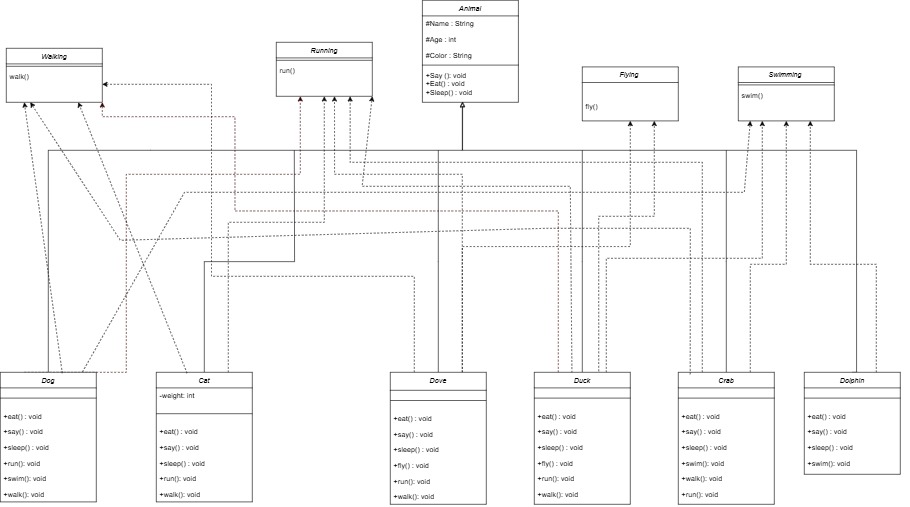 Animal
#Name : String
#Age : int
#Color : String
+Say (): void
+Eat() : void
+Sleep() : void
Walking
walk()
Running
run()
Flying
fly()
Swimming
swim()
Dog
+eat() : void
+say() : void
+sleep() : void
+run(): void
+swim(): void
+walk(): void
Cat
-weight: int
+eat() : void
+say() : void
+sleep() : void
+run(): void
+walk(): void
Dove
+eat() : void
+say() : void
+sleep() : void
+fly() : void
+run(): void
+walk(): void
Duck
+eat() : void
+say() : void
+sleep() : void
+fly() : void
+run(): void
+walk(): void
Crab
+eat() : void
+say() : void
+sleep() : void
+swim(): void
+walk(): void
+run(): void
Dolphin
+eat() : void
+say() : void
+sleep() : void
+swim(): void